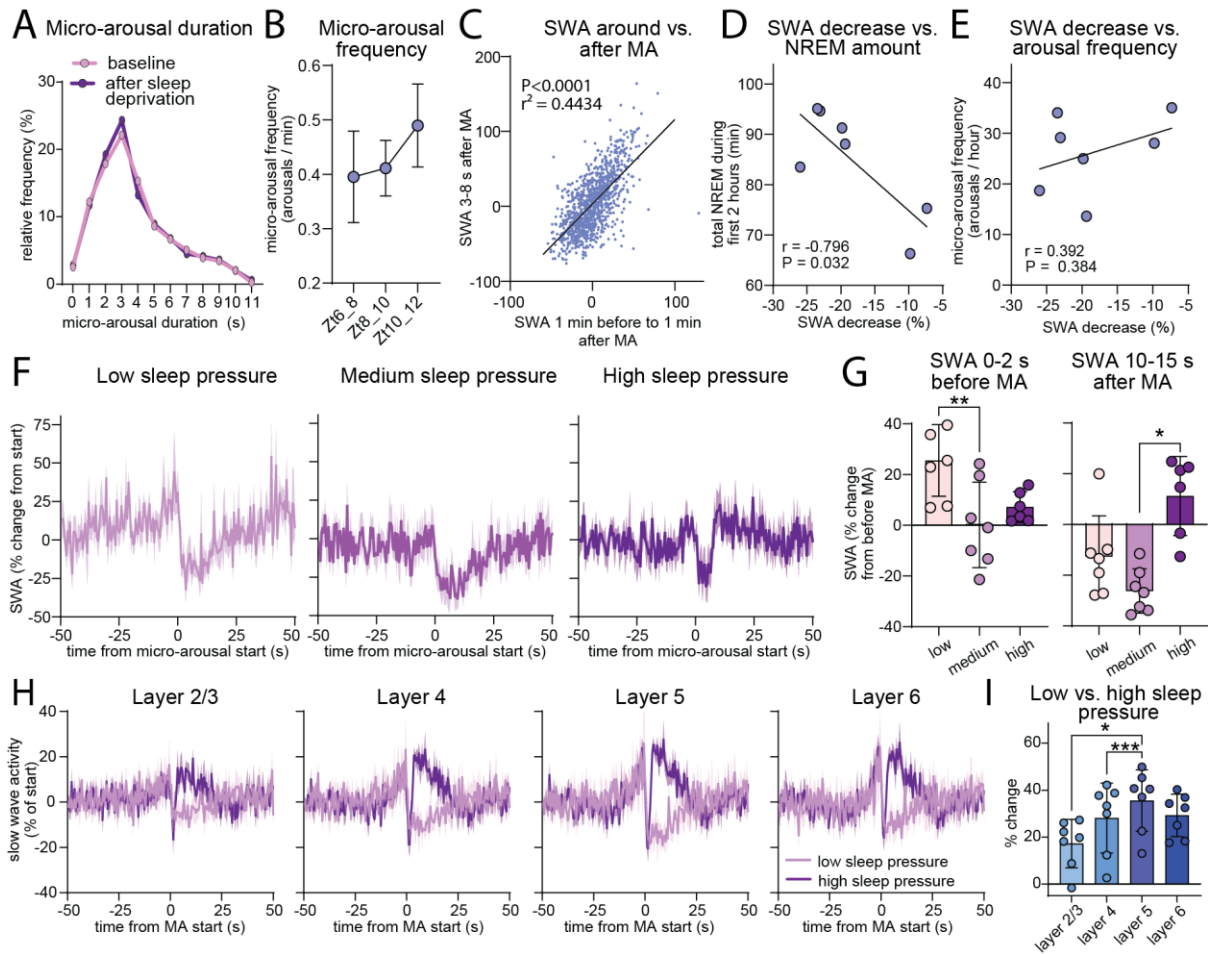 A
Micro-arousal duration
baseline
after sleep
deprivation
relative frequency (%)
30
20
10
0
0 1 2 3 4 5 6 7 8 9 10 11
micro-arousal duration (s)
B
Micro-arousal
frequency
micro-arousal frequency
(arousals / min)
0.6
0.5
0.4
0.3
0.2
Zt6_8
Zt8_10
Zt10_12
C
SWA around vs.
after MA
P<0.0001
r² = 0.4434
SWA 3-8 s after MA
200
100
0
-100
-100 0 100
SWA 1 min before to 1 min
after MA
D
SWA decrease vs.
NREM amount
total NREM during
first 2 hours (min)
100
90
80
70
60
r = -0.796
P = 0.032
-30 -25 -20 -15 -10 -5
SWA decrease (%)
E
SWA decrease vs.
arousal frequency
micro-arousal frequency
(arousals / hour)
40
30
20
10
0
r = 0.392
P = 0.384
-30 -25 -20 -15 -10 -5
SWA decrease (%)
F
Low sleep pressure
Medium sleep pressure
High sleep pressure
SWA (% change from start)
75
50
25
0
-25
-50
-50 -25 0 25 50
time from micro-arousal start (s)
-50 -25 0 25 50
time from micro-arousal start (s)
-50 -25 0 25 50
time from micro-arousal start (s)
G
SWA 0-2 s
before MA
SWA 10-15 s
after MA
SWA (% change
from before MA)
40
20
0
-20
-40
**
*
low
medium
high
low
medium
high
H
Layer 2/3
Layer 4
Layer 5
Layer 6
slow wave activity
(% of start)
40
20
0
-20
-40
low sleep pressure
high sleep pressure
-50 -25 0 25 50
time from MA start (s)
-50 -25 0 25 50
time from MA start (s)
-50 -25 0 25 50
time from MA start (s)
-50 -25 0 25 50
time from MA start (s)
I
Low vs. high sleep
pressure
*
***
% change
60
40
20
0
layer 2/3
layer 4
layer 5
layer 6